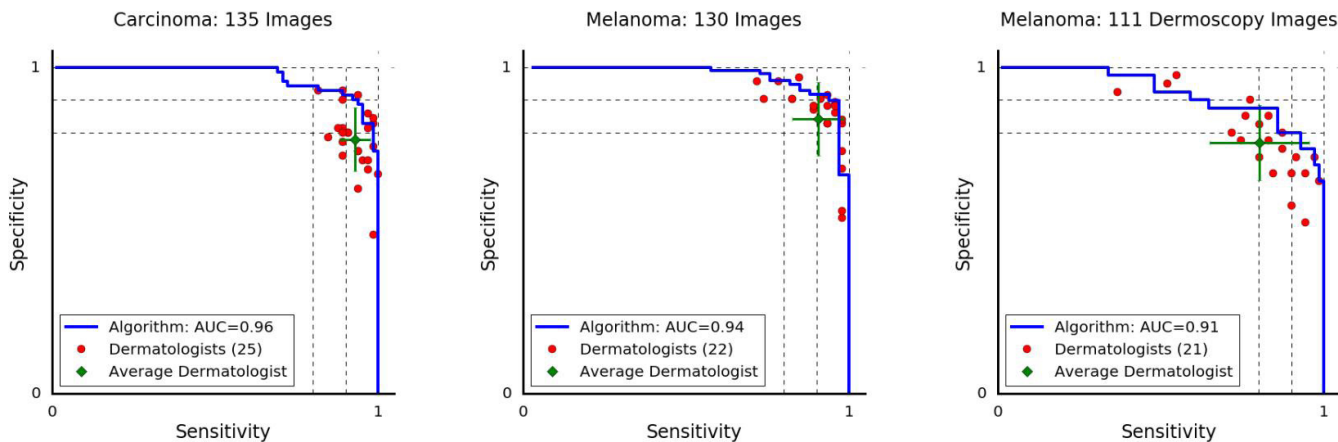 Carcinoma: 135 Images
1
Specificity
Algorithm: AUC=0.96
Dermatologists (25)
Average Dermatologist
0
0
1
Sensitivity
Melanoma: 130 Images
1
Specificity
Algorithm: AUC=0.94
Dermatologists (22)
Average Dermatologist
0
0
1
Sensitivity
Melanoma: 111 Dermoscopy Images
1
Specificity
Algorithm: AUC=0.91
Dermatologists (21)
Average Dermatologist
0
0
1
Sensitivity